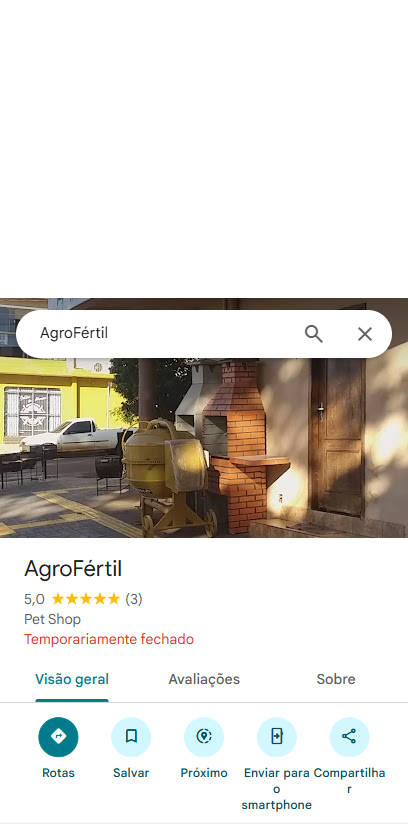 AgroFértil
AgroFértil
5,0 (3)
Pet Shop
Temporariamente fechado
Visão geral Avaliações Sobre
Rotas Salvar Próximo Enviar para o smartphone Compartilhar